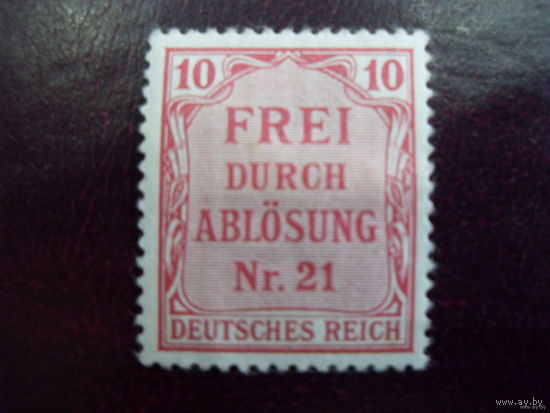 10 10
FREI
DURCH
ABLÖSUNG
Nr. 21
DEUTSCHES REICH
www.ay.by